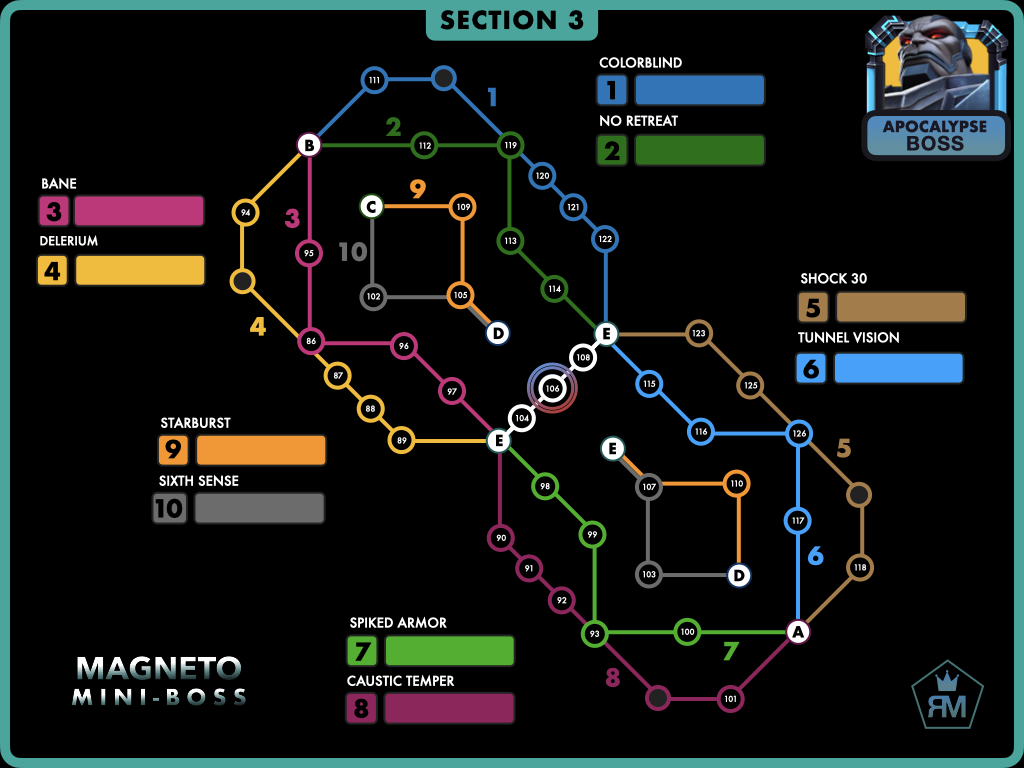 SECTION 3
COLORBLIND
1
NO RETREAT
2
APOCALYPSE
BOSS
BANE
3
DELERIUM
4
SHOCK 30
5
TUNNEL VISION
6
STARBURST
9
SIXTH SENSE
10
SPIKED ARMOR
7
CAUSTIC TEMPER
8
MAGNETO
MINI-BOSS
RM
111
1
2
B
112
119
120
9
C
109
121
94
3
95
10
113
122
102
105
114
D
E
4
86
96
108
123
87
97
106
115
125
88
104
116
126
89
E
E
5
98
107
110
90
99
117
91
103
D
6
118
92
93
100
7
A
8
101